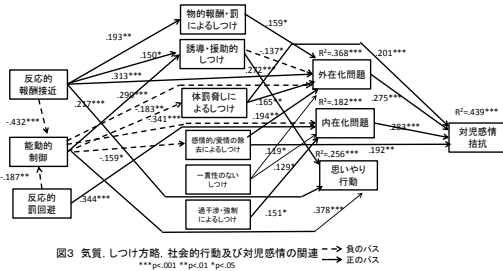 物的報酬・罰
によるしつけ
.159*
.193**
誘導・援助的
しつけ
-.137*
R²=.368***
.201***
.150*
反応的
報酬接近
.313***
.272***
外在化問題
.290***
.217***
-.183**
体罰脅しに
よるしつけ
.165*
R²=.182***
.275***
R²=.439***
-.432***
-.341***
.194**
内在化問題
.283***
対児感情
拮抗
能動的
制御
感情的/愛情の除
去によるしつけ
.119*
R²=.256***
.192**
-.159*
一貫性のない
しつけ
.129*
思いやり
行動
-.187**
反応的
罰回避
.344***
過干渉・強制
によるしつけ
.151*
.378***
図3 気質，しつけ方略，社会的行動及び対児感情の関連
負のパス
正のパス
***p<.001 **p<.01 *p<.05